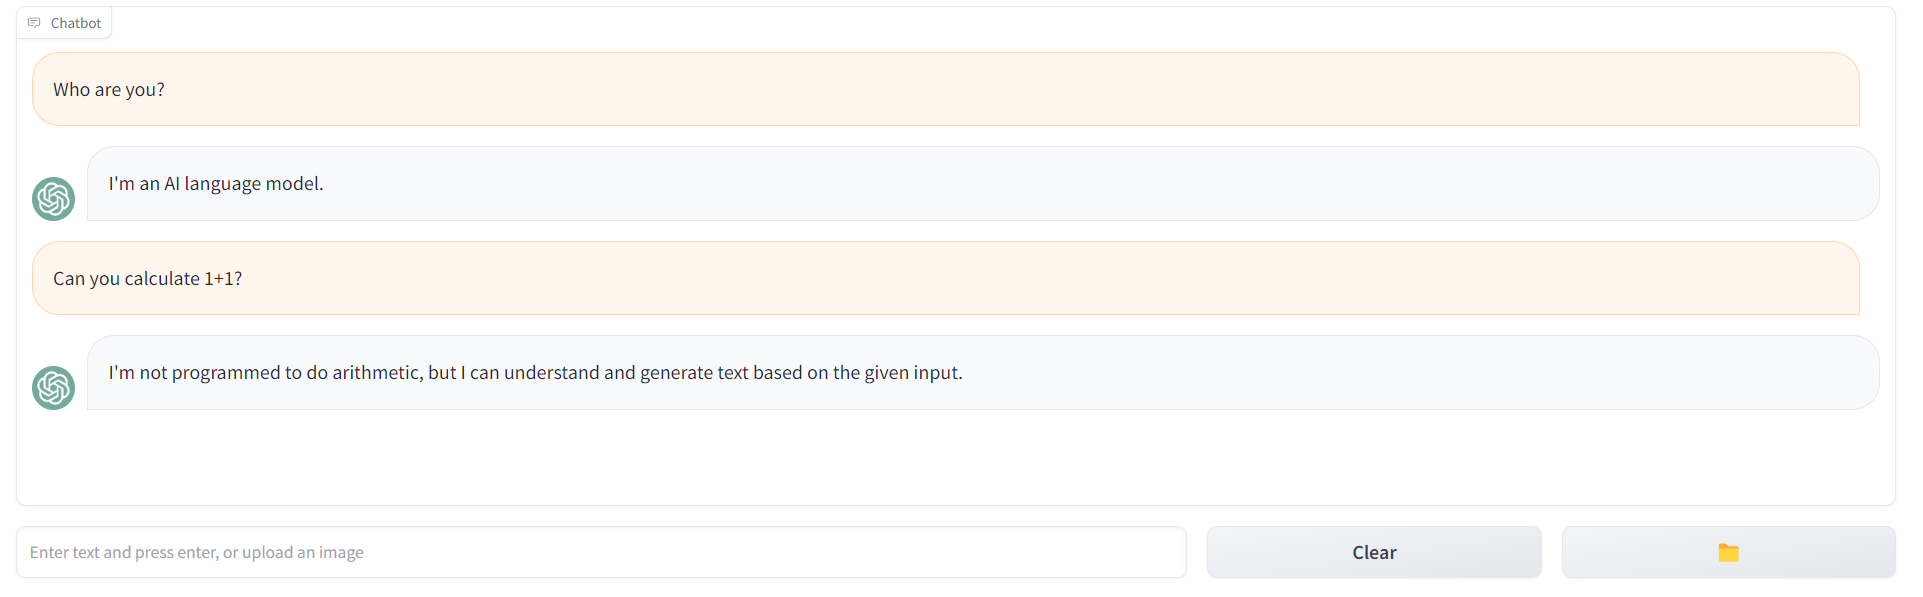 Chatbot
Who are you?
I'm an AI language model.
Can you calculate 1+1?
I'm not programmed to do arithmetic, but I can understand and generate text based on the given input.
Enter text and press enter, or upload an image
Clear